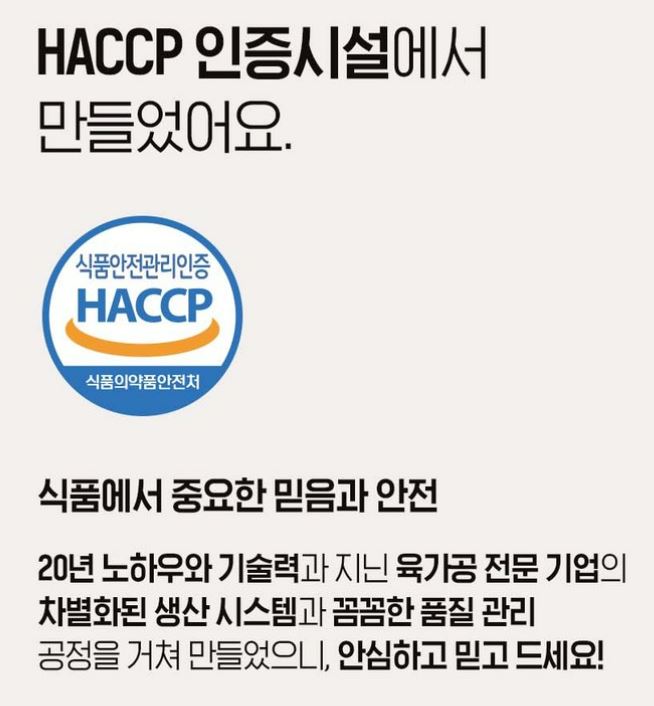 HACCP 인증시설에서
만들었어요.
식품안전관리인증
HACCP
식품의약품안전처
식품에서 중요한 믿음과 안전
20년 노하우와 기술력과 지닌 육가공 전문 기업의
차별화된 생산 시스템과 꼼꼼한 품질 관리
공정을 거쳐 만들었으니, 안심하고 믿고 드세요!